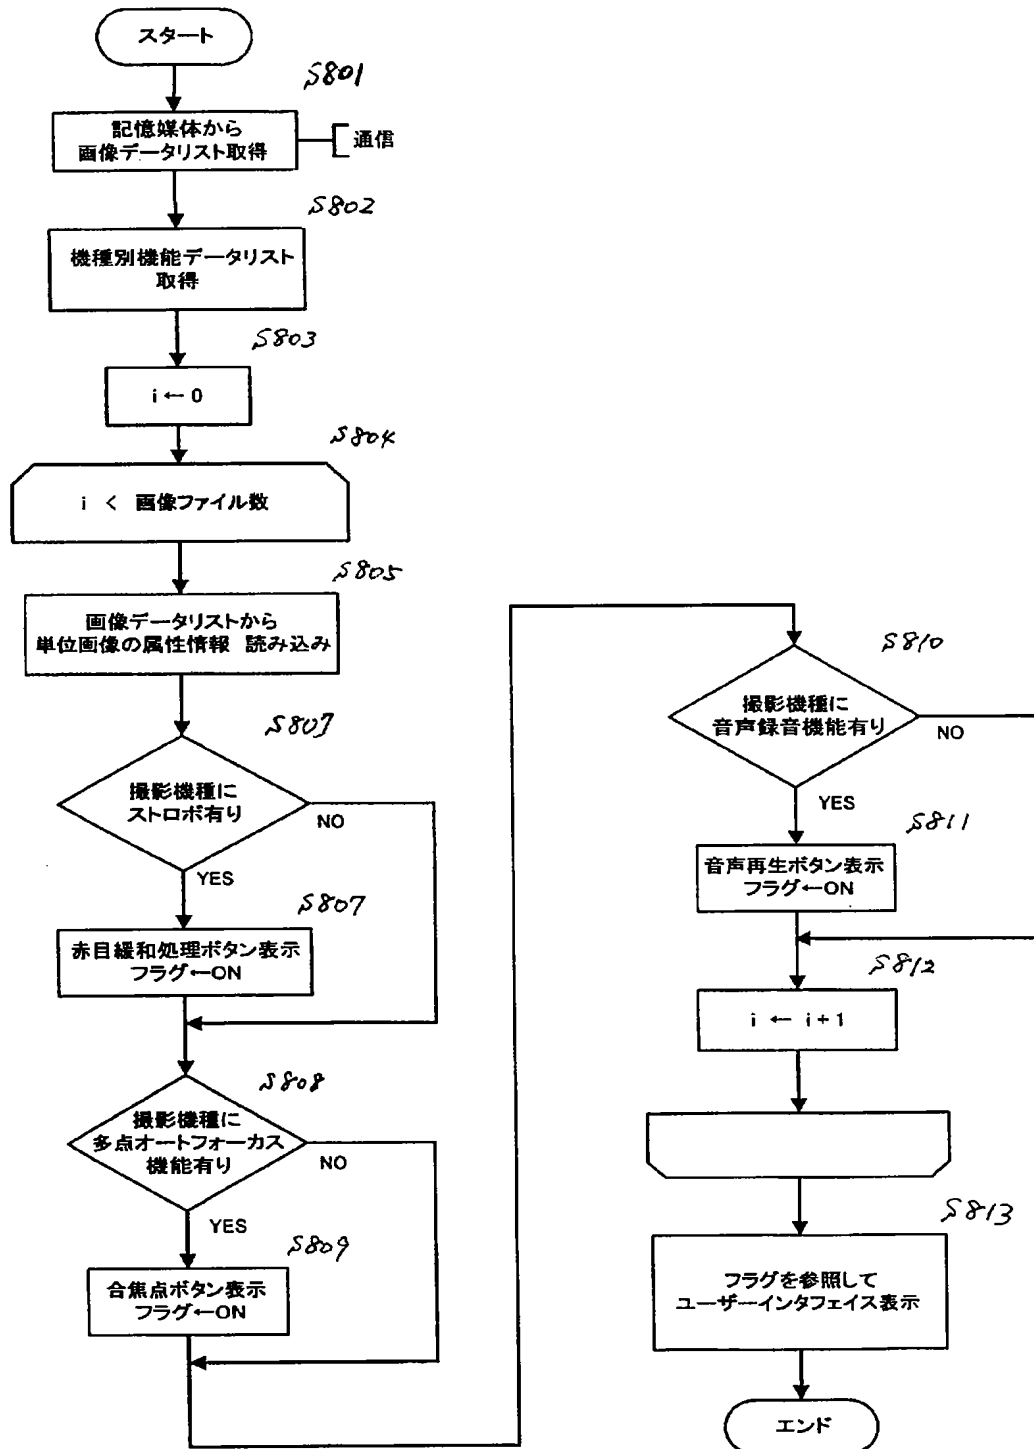 スタート
S801
記憶媒体から
画像データリスト取得
通信
S802
機種別機能データリスト
取得
S803
i ← 0
S804
i < 画像ファイル数
S805
画像データリストから
単位画像の属性情報 読み込み
S807
撮影機種に
ストロボ有り
NO
YES
S807
赤目緩和処理ボタン表示
フラグ←ON
S808
撮影機種に
多点オートフォーカス
機能有り
NO
YES
S809
合焦点ボタン表示
フラグ←ON
S810
撮影機種に
音声録音機能有り
NO
YES
S811
音声再生ボタン表示
フラグ←ON
S812
i ← i + 1
S813
フラグを参照して
ユーザーインタフェイス表示
エンド